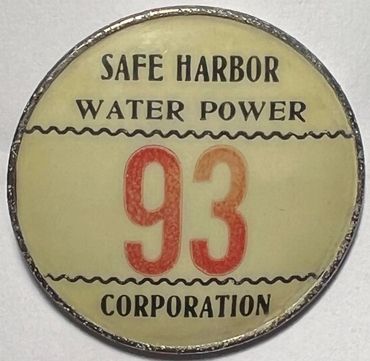 SAFE HARBOR
WATER POWER
93
CORPORATION